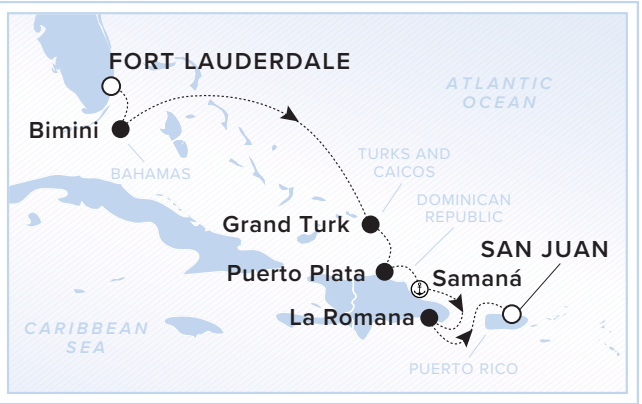 FORT LAUDERDALE
ATLANTIC
OCEAN
Bimini
BAHAMAS
TURKS AND
CAICOS
DOMINICAN
REPUBLIC
Grand Turk
SAN JUAN
Puerto Plata
Samaná
La Romana
CARIBBEAN
SEA
PUERTO RICO